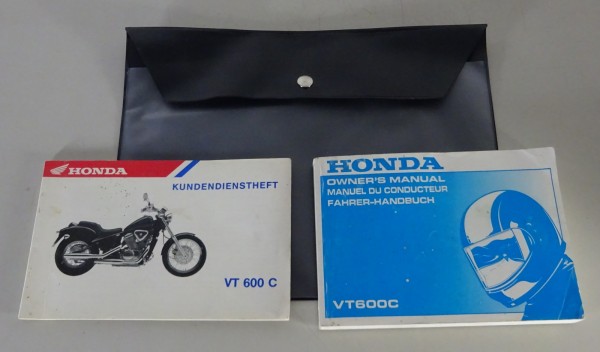 HONDA
KUNDENDIENSTHEFT
VT 600 C
HONDA
OWNER'S MANUAL
MANUEL DU CONDUCTEUR
FAHRER-HANDBUCH
VT600C